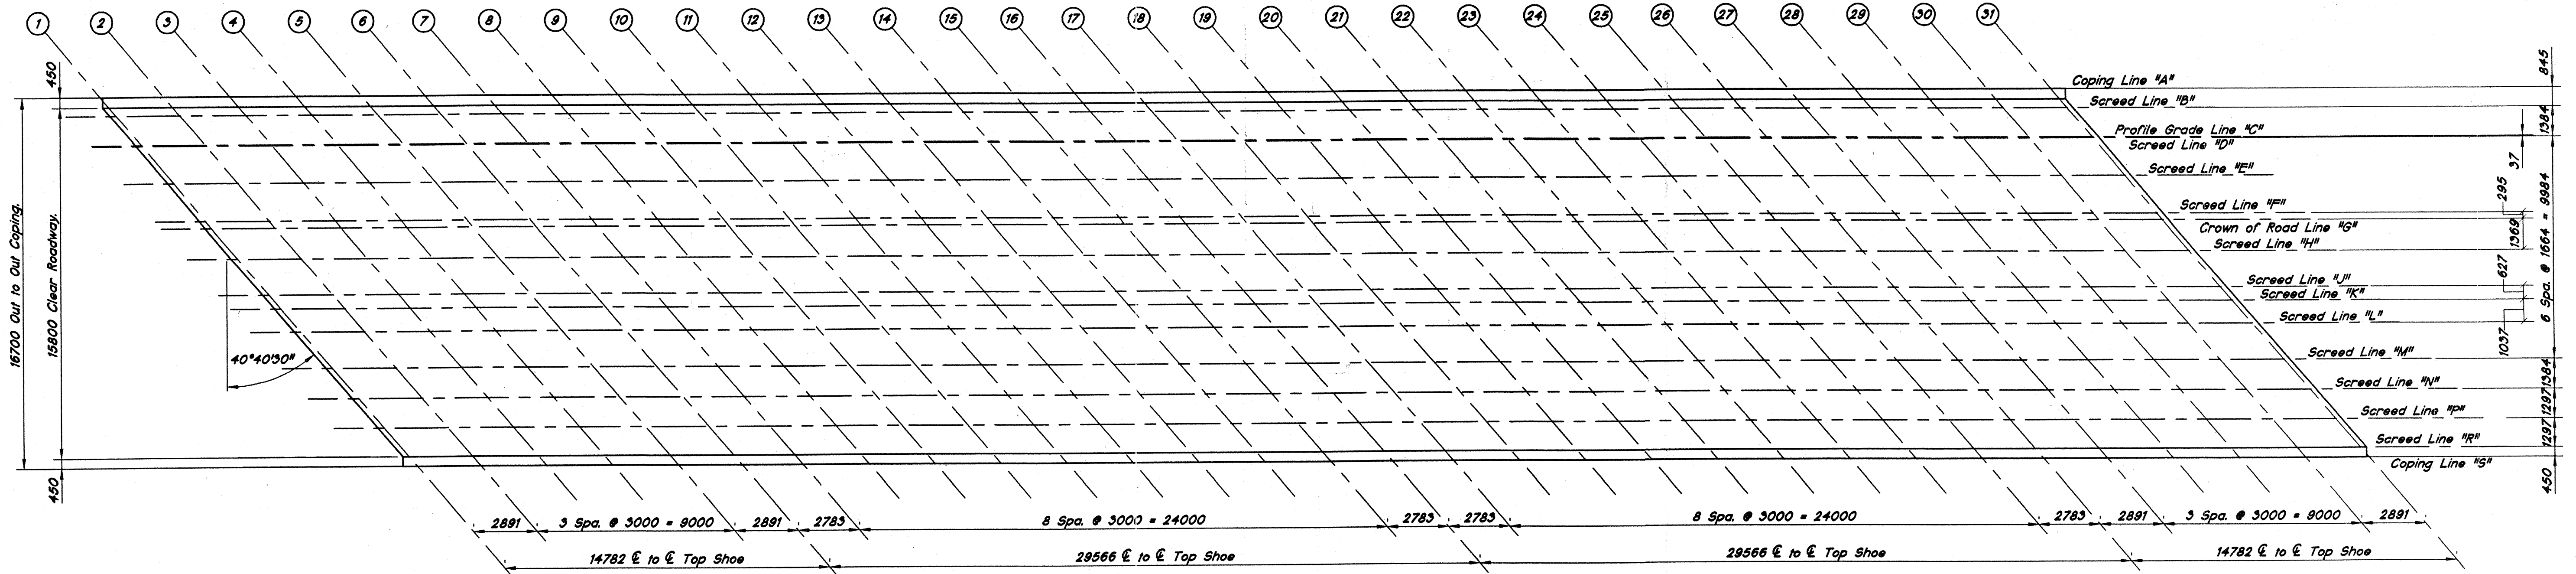 1 2 3 4 5 6 7 8 9 10 11 12 13 14 15 16 17 18 19 20 21 22 23 24 25 26 27 28 29 30 31
450
16700 Out to Out Coping.
15800 Clear Roadway.
450
40°40'30"
Coping Line "A"
Screed Line "B"
Profile Grade Line "C"
Screed Line "D"
Screed Line "E"
Screed Line "F"
Crown of Road Line "G"
Screed Line "H"
Screed Line "J"
Screed Line "K"
Screed Line "L"
Screed Line "M"
Screed Line "N"
Screed Line "P"
Screed Line "R"
Coping Line "S"
845
1384
37
295
1369
627
1037
6 Spa. @ 1664 = 9984
1384
1297
1297
450
2891
3 Spa. @ 3000 = 9000
2891
2783
8 Spa. @ 3000 = 24000
2783
2783
8 Spa. @ 3000 = 24000
2783
2891
3 Spa. @ 3000 = 9000
2891
14782 ℄ to ℄ Top Shoe
29566 ℄ to ℄ Top Shoe
29566 ℄ to ℄ Top Shoe
14782 ℄ to ℄ Top Shoe